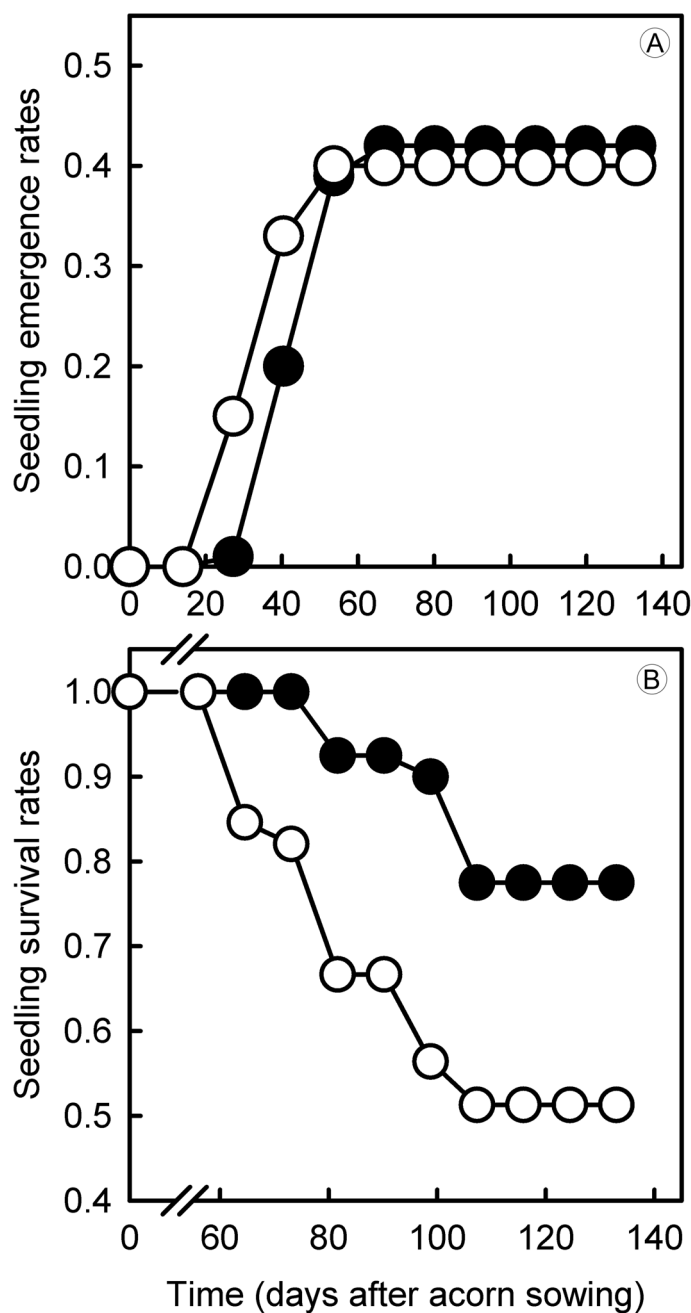 A
0.5
0.4
0.3
0.2
0.1
0.0
Seedling emergence rates
0 20 40 60 80 100 120 140
B
1.0
0.9
0.8
0.7
0.6
0.5
0.4
Seedling survival rates
0 60 80 100 120 140
Time (days after acorn sowing)